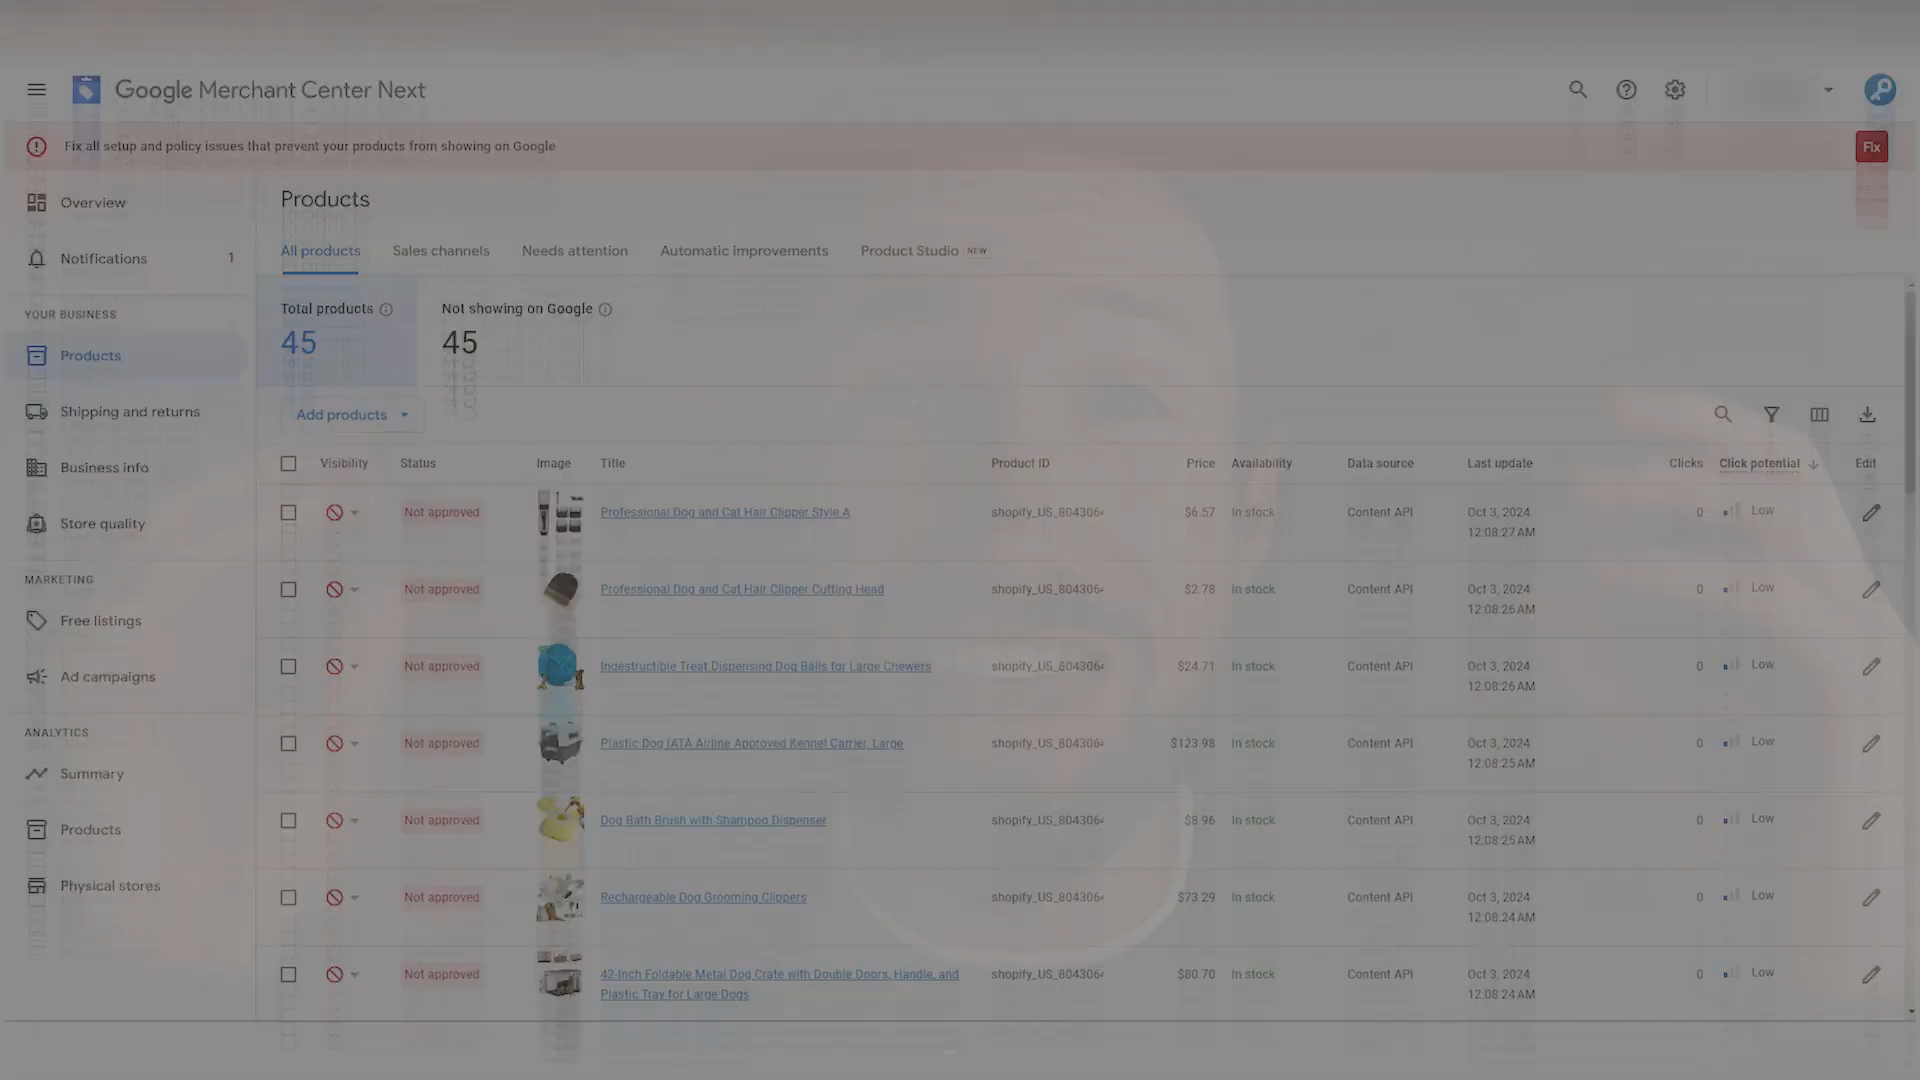 Google Merchant Center Next
Fix all setup and policy issues that prevent your products from showing on Google
Fix
Overview
Notifications 1
YOUR BUSINESS
Products
Shipping and returns
Business info
Store quality
MARKETING
Free listings
Ad campaigns
ANALYTICS
Summary
Products
Physical stores
Products
All products Sales channels Needs attention Automatic improvements Product Studio NEW
Total products Not showing on Google
45 45
Add products
Visibility Status Image Title Product ID Price Availability Data source Last update Clicks Click potential Edit
Not approved Professional Dog and Cat Hair Clipper Style A shopify_US_804306 $6.57 In stock Content API Oct 3, 2024 0 Low
12:08:27 AM
Not approved Professional Dog and Cat Hair Clipper Cutting Head shopify_US_804306 $2.78 In stock Content API Oct 3, 2024 0 Low
12:08:26 AM
Not approved Indestructible Treat Dispensing Dog Balls for Large Chewers shopify_US_804306 $24.71 In stock Content API Oct 3, 2024 0 Low
12:08:26 AM
Not approved Plastic Dog IATA Airline Approved Kennel Carrier, Large shopify_US_804306 $123.98 In stock Content API Oct 3, 2024 0 Low
12:08:25 AM
Not approved Dog Bath Brush with Shampoo Dispenser shopify_US_804306 $8.96 In stock Content API Oct 3, 2024 0 Low
12:08:25 AM
Not approved Rechargeable Dog Grooming Clippers shopify_US_804306 $73.29 In stock Content API Oct 3, 2024 0 Low
12:08:24 AM
Not approved 42-Inch Foldable Metal Dog Crate with Double Doors, Handle, and shopify_US_804306 $80.70 In stock Content API Oct 3, 2024 0 Low
Plastic Tray for Large Dogs 12:08:24 AM